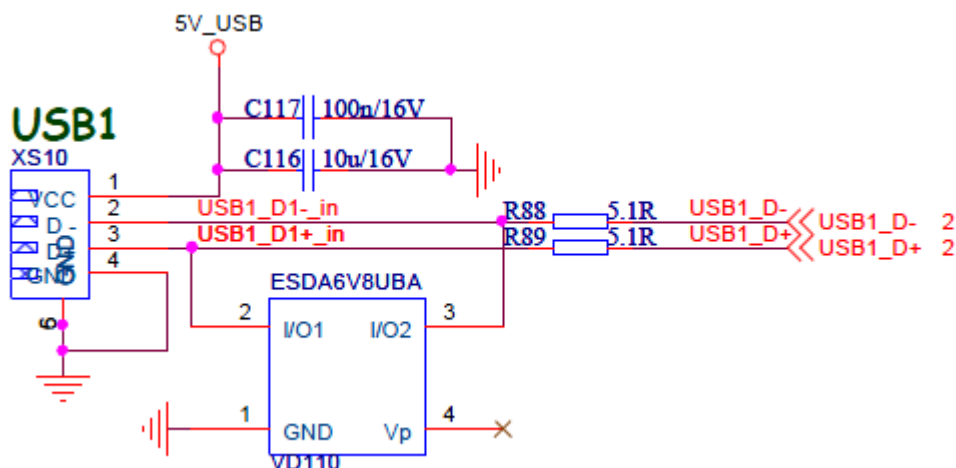 5V_USB
C117 100n/16V
USB1
XS10
C116 10u/16V
1
VCC
2
USB1_D1-_in
R88 5.1R
USB1_D-
USB1_D- 2
D -
3
USB1_D1+_in
R89 5.1R
USB1_D+
USB1_D+ 2
4
GND
ESDA6V8UBA
2
I/O1
I/O2
3
1
GND
Vp
4
VD110